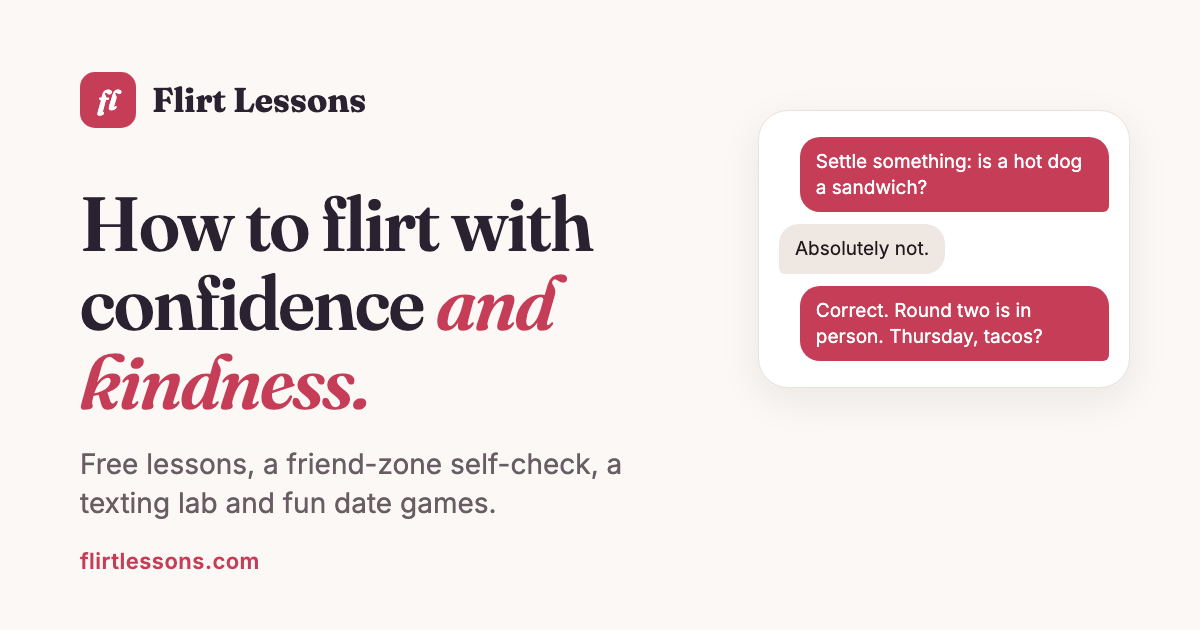 fl
Flirt Lessons
How to flirt with
confidence and
kindness.
Free lessons, a friend-zone self-check, a
texting lab and fun date games.
flirtlessons.com
Settle something: is a hot dog
a sandwich?
Absolutely not.
Correct. Round two is in
person. Thursday, tacos?